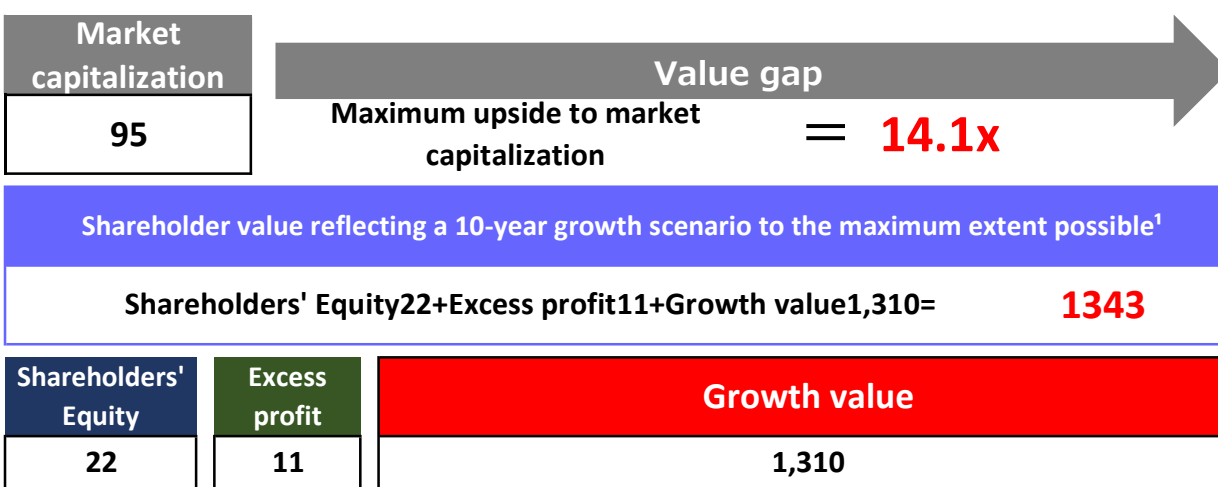 Market
capitalization
Value gap
95
Maximum upside to market
capitalization
= 14.1x
Shareholder value reflecting a 10-year growth scenario to the maximum extent possible¹
Shareholders' Equity22+Excess profit11+Growth value1,310= 1343
Shareholders'
Equity
Excess
profit
Growth value
22
11
1,310